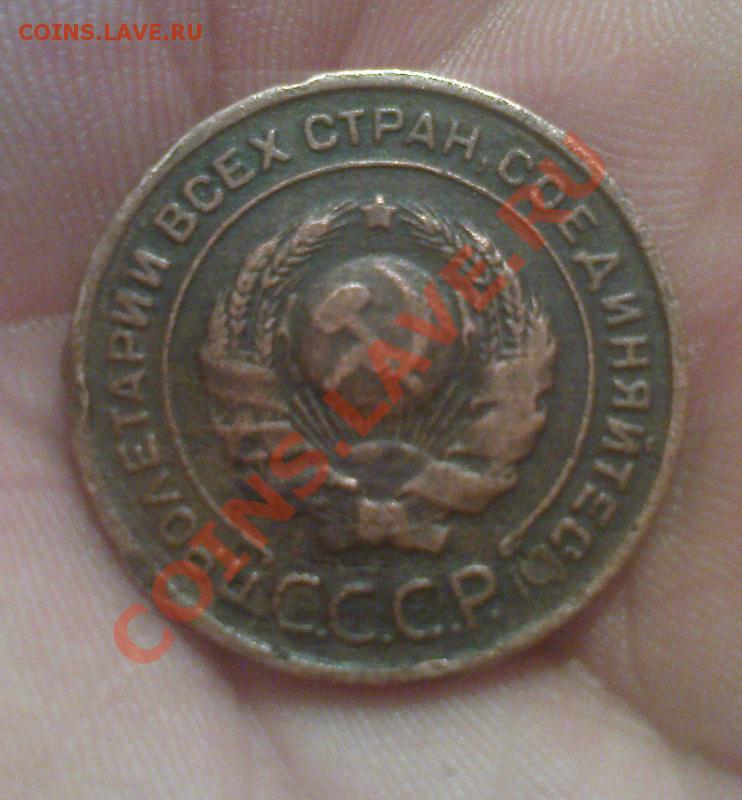 COINS.LAVE.RU
ПРОЛЕТАРИИ ВСЕХ СТРАН, СОЕДИНЯЙТЕСЬ
С.С.С.Р.
COINS.LAVE.RU